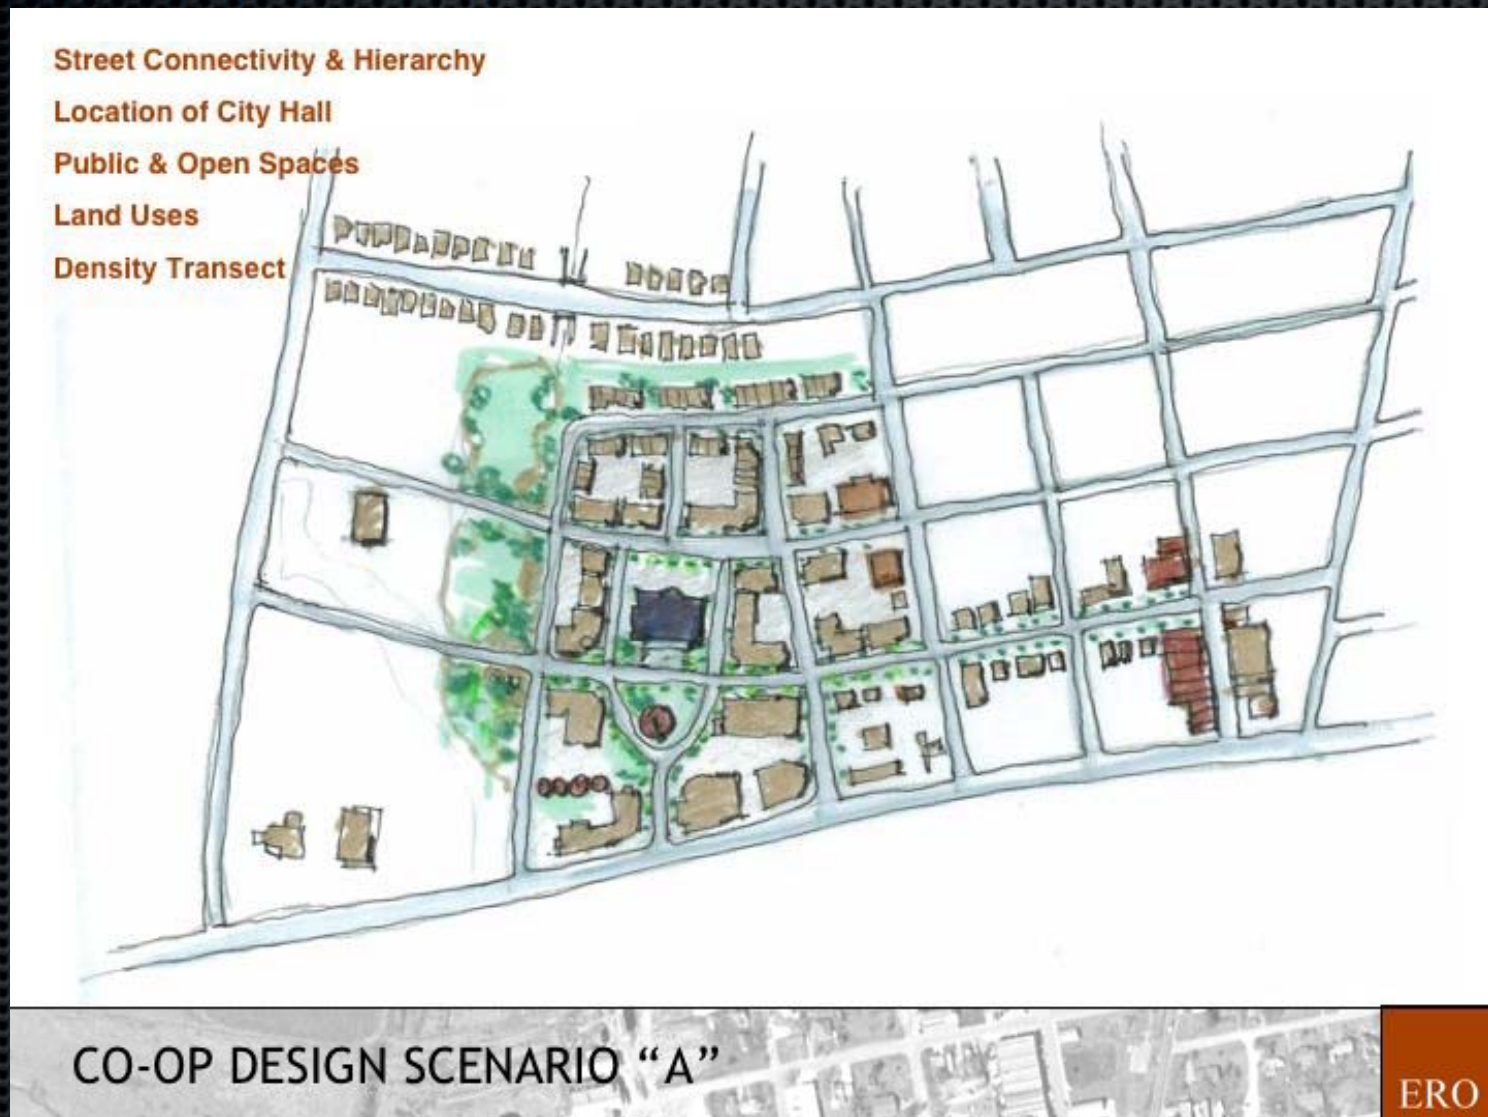 Street Connectivity & Hierarchy
Location of City Hall
Public & Open Spaces
Land Uses
Density Transect
CO-OP DESIGN SCENARIO “A”
ERO